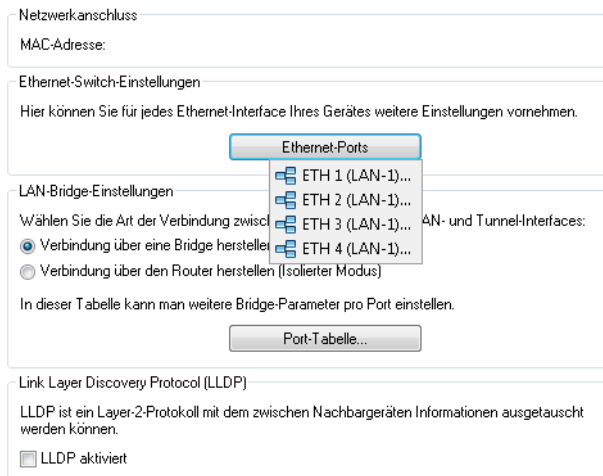 Netzwerkanschluss
MAC-Adresse:
Ethernet-Switch-Einstellungen
Hier können Sie für jedes Ethernet-Interface Ihres Gerätes weitere Einstellungen vornehmen.
Ethernet-Ports
ETH 1 (LAN-1)...
ETH 2 (LAN-1)...
ETH 3 (LAN-1)...
ETH 4 (LAN-1)...
LAN-Bridge-Einstellungen
Wählen Sie die Art der Verbindung zwisc AN- und Tunnel-Interfaces:
Verbindung über eine Bridge herstellen
Verbindung über den Router herstellen (Isolierter Modus)
In dieser Tabelle kann man weitere Bridge-Parameter pro Port einstellen.
Port-Tabelle...
Link Layer Discovery Protocol (LLDP)
LLDP ist ein Layer-2-Protokoll mit dem zwischen Nachbargeräten Informationen ausgetauscht
werden können.
LLDP aktiviert